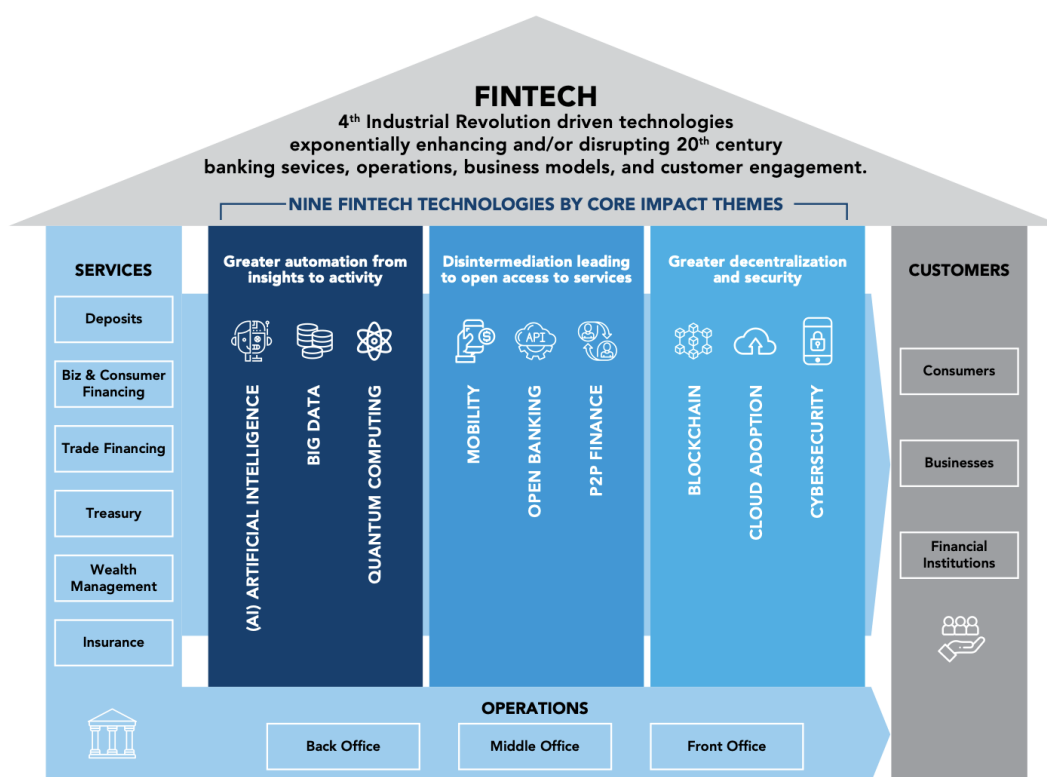 FINTECH
4th Industrial Revolution driven technologies
exponentially enhancing and/or disrupting 20th century
banking sevices, operations, business models, and customer engagement.
NINE FINTECH TECHNOLOGIES BY CORE IMPACT THEMES
SERVICES
Deposits
Biz & Consumer
Financing
Trade Financing
Treasury
Wealth
Management
Insurance
Greater automation from
insights to activity
(AI) ARTIFICIAL INTELLIGENCE
BIG DATA
QUANTUM COMPUTING
Disintermediation leading
to open access to services
API
MOBILITY
OPEN BANKING
P2P FINANCE
Greater decentralization
and security
BLOCKCHAIN
CLOUD ADOPTION
CYBERSECURITY
CUSTOMERS
Consumers
Businesses
Financial
Institutions
OPERATIONS
Back Office
Middle Office
Front Office